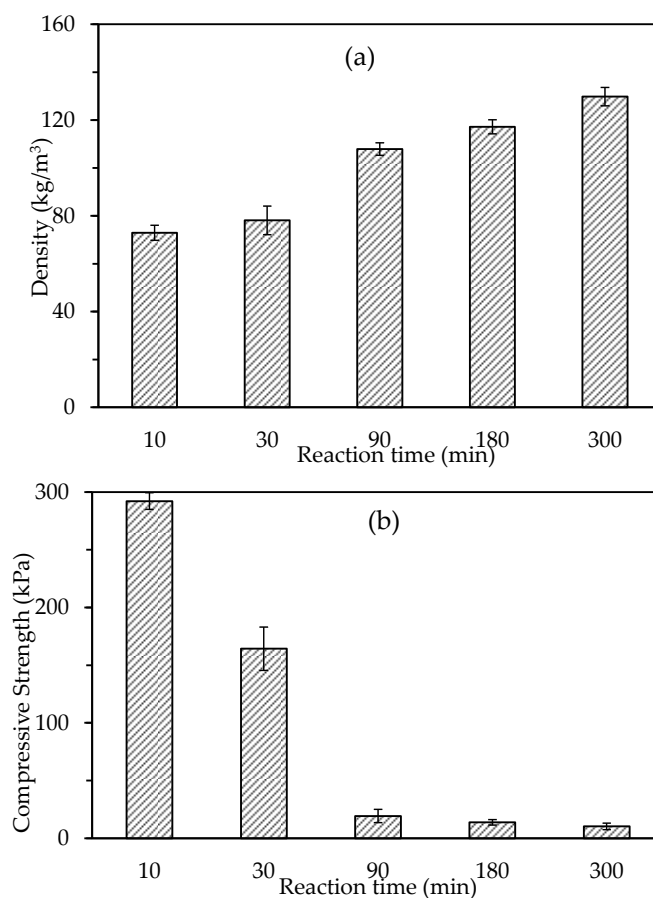 160
(a)
120
80
40
0
Density (kg/m³)
10 30 90 180 300
Reaction time (min)
300
(b)
200
100
0
Compressive Strength (kPa)
10 30 90 180 300
Reaction time (min)